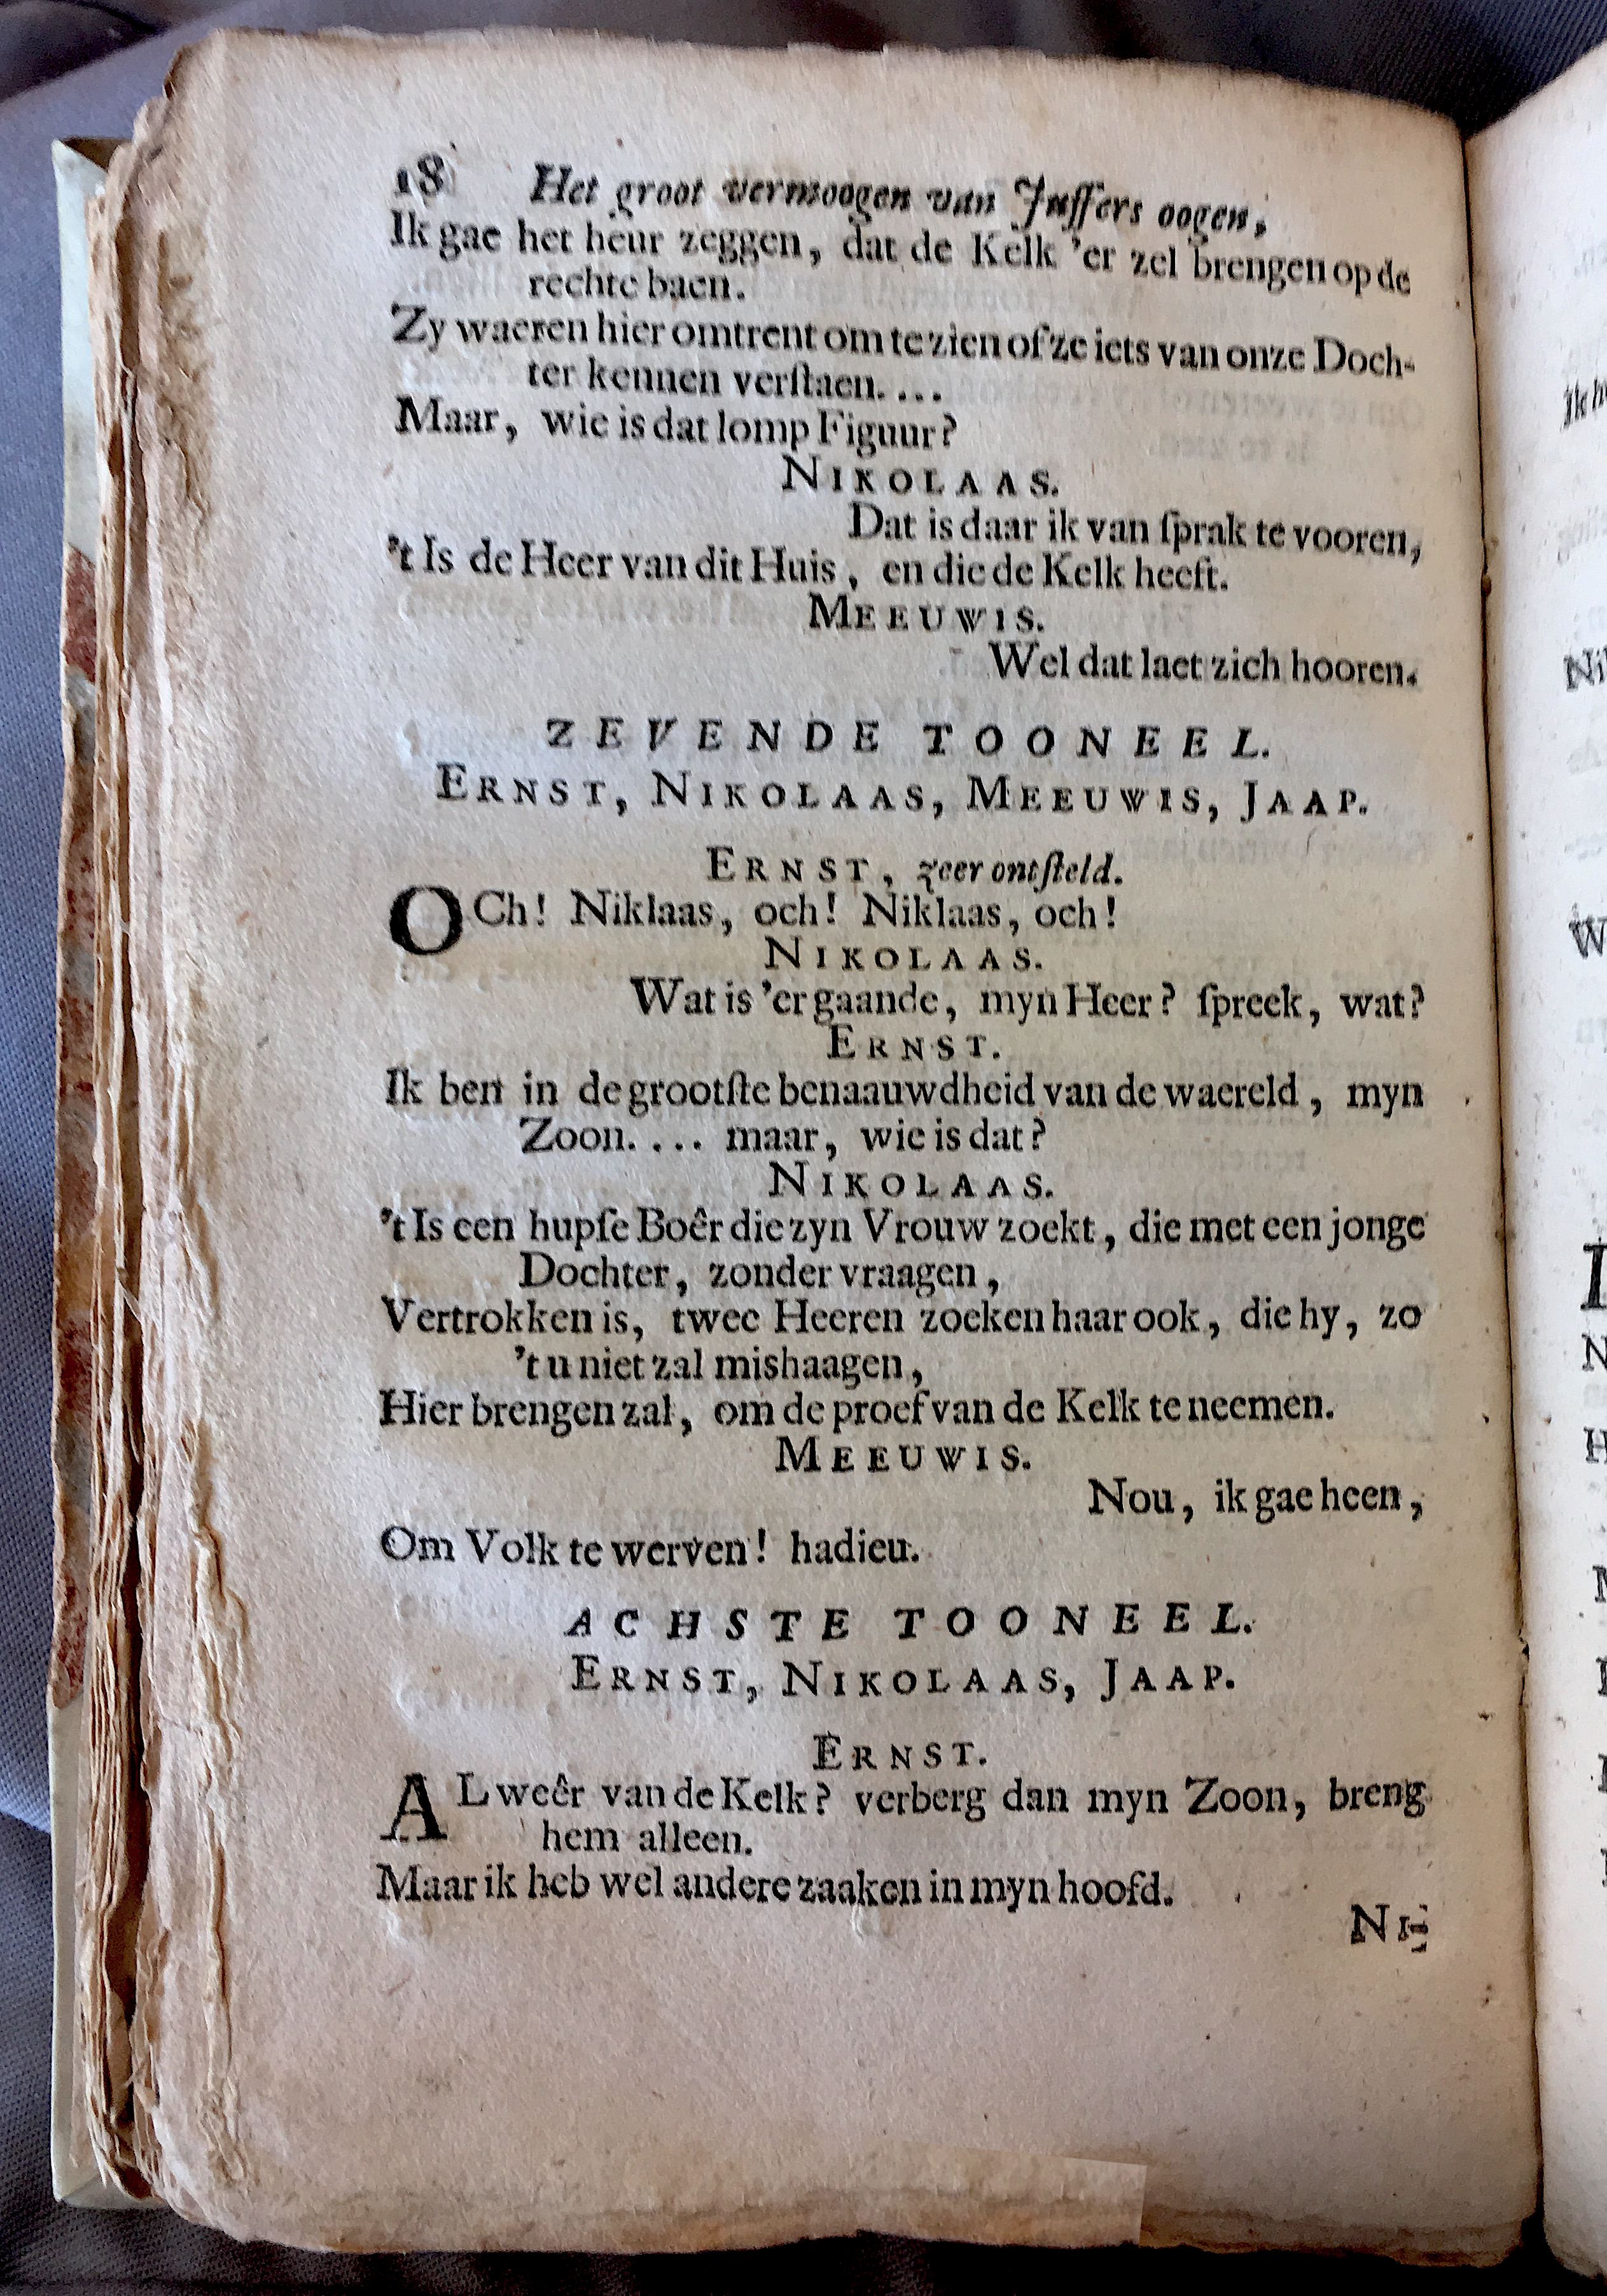 18 Het groot vermoogen van Juffers oogen,
Ik gae het heur zeggen, dat de Kelk 'er zel brengen op de
rechte baen.
Zy waeren hier omtrent om te zien of ze iets van onze Doch-
ter kennen verſtaen. . . .
Maar, wie is dat lomp Figuur?
NIKOLAAS.
Dat is daar ik van ſprak te vooren,
't Is de Heer van dit Huis, en die de Kelk heeft.
MEEUWIS.
Wel dat laet zich hooren.
ZEVENDE TOONEEL.
ERNST, NIKOLAAS, MEEUWIS, JAAP.
ERNST, zeer ontſteld.
OCh! Niklaas, och! Niklaas, och!
NIKOLAAS.
Wat is 'er gaande, myn Heer? ſpreek, wat?
ERNST.
Ik ben in de grootſte benaauwdheid van de waereld, myn
Zoon. . . . maar, wie is dat?
NIKOLAAS.
't Is een hupſe Boêr die zyn Vrouw zoekt, die met een jonge
Dochter, zonder vraagen,
Vertrokken is, twee Heeren zoeken haar ook, die hy, zo
't u niet zal mishaagen,
Hier brengen zal, om de proef van de Kelk te neemen.
MEEUWIS.
Nou, ik gae heen,
Om Volk te werven! hadieu.
ACHSTE TOONEEL.
ERNST, NIKOLAAS, JAAP.
ERNST.
ALweêr van de Kelk? verberg dan myn Zoon, breng
hem alleen.
Maar ik heb wel andere zaaken in myn hoofd.
NI-